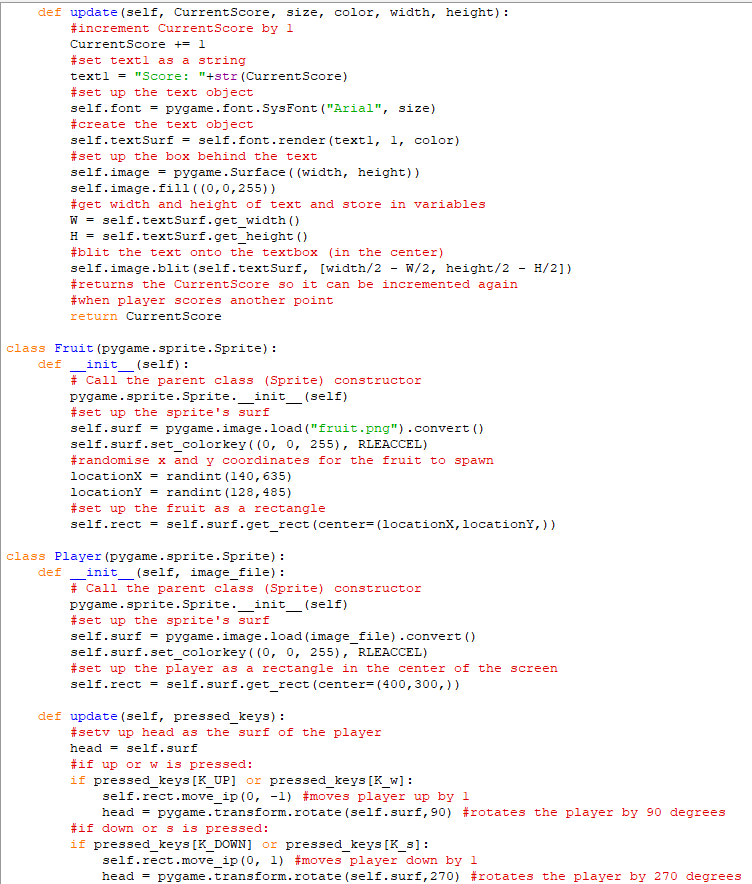 def update(self, CurrentScore, size, color, width, height):
        #increment CurrentScore by 1
        CurrentScore += 1
        #set text1 as a string
        text1 = "Score: "+str(CurrentScore)
        #set up the text object
        self.font = pygame.font.SysFont("Arial", size)
        #create the text object
        self.textSurf = self.font.render(text1, 1, color)
        #set up the box behind the text
        self.image = pygame.Surface((width, height))
        self.image.fill((0,0,255))
        #get width and height of text and store in variables
        W = self.textSurf.get_width()
        H = self.textSurf.get_height()
        #blit the text onto the textbox (in the center)
        self.image.blit(self.textSurf, [width/2 - W/2, height/2 - H/2])
        #returns the CurrentScore so it can be incremented again
        #when player scores another point
        return CurrentScore

class Fruit(pygame.sprite.Sprite):
    def __init__(self):
        # Call the parent class (Sprite) constructor
        pygame.sprite.Sprite.__init__(self)
        #set up the sprite's surf
        self.surf = pygame.image.load("fruit.png").convert()
        self.surf.set_colorkey((0, 0, 255), RLEACCEL)
        #randomise x and y coordinates for the fruit to spawn
        locationX = randint(140,635)
        locationY = randint(128,485)
        #set up the fruit as a rectangle
        self.rect = self.surf.get_rect(center=(locationX,locationY,))

class Player(pygame.sprite.Sprite):
    def __init__(self, image_file):
        # Call the parent class (Sprite) constructor
        pygame.sprite.Sprite.__init__(self)
        #set up the sprite's surf
        self.surf = pygame.image.load(image_file).convert()
        self.surf.set_colorkey((0, 0, 255), RLEACCEL)
        #set up the player as a rectangle in the center of the screen
        self.rect = self.surf.get_rect(center=(400,300,))

    def update(self, pressed_keys):
        #setv up head as the surf of the player
        head = self.surf
        #if up or w is pressed:
        if pressed_keys[K_UP] or pressed_keys[K_w]:
            self.rect.move_ip(0, -1) #moves player up by 1
            head = pygame.transform.rotate(self.surf,90) #rotates the player by 90 degrees
        #if down or s is pressed:
        if pressed_keys[K_DOWN] or pressed_keys[K_s]:
            self.rect.move_ip(0, 1) #moves player down by 1
            head = pygame.transform.rotate(self.surf,270) #rotates the player by 270 degrees